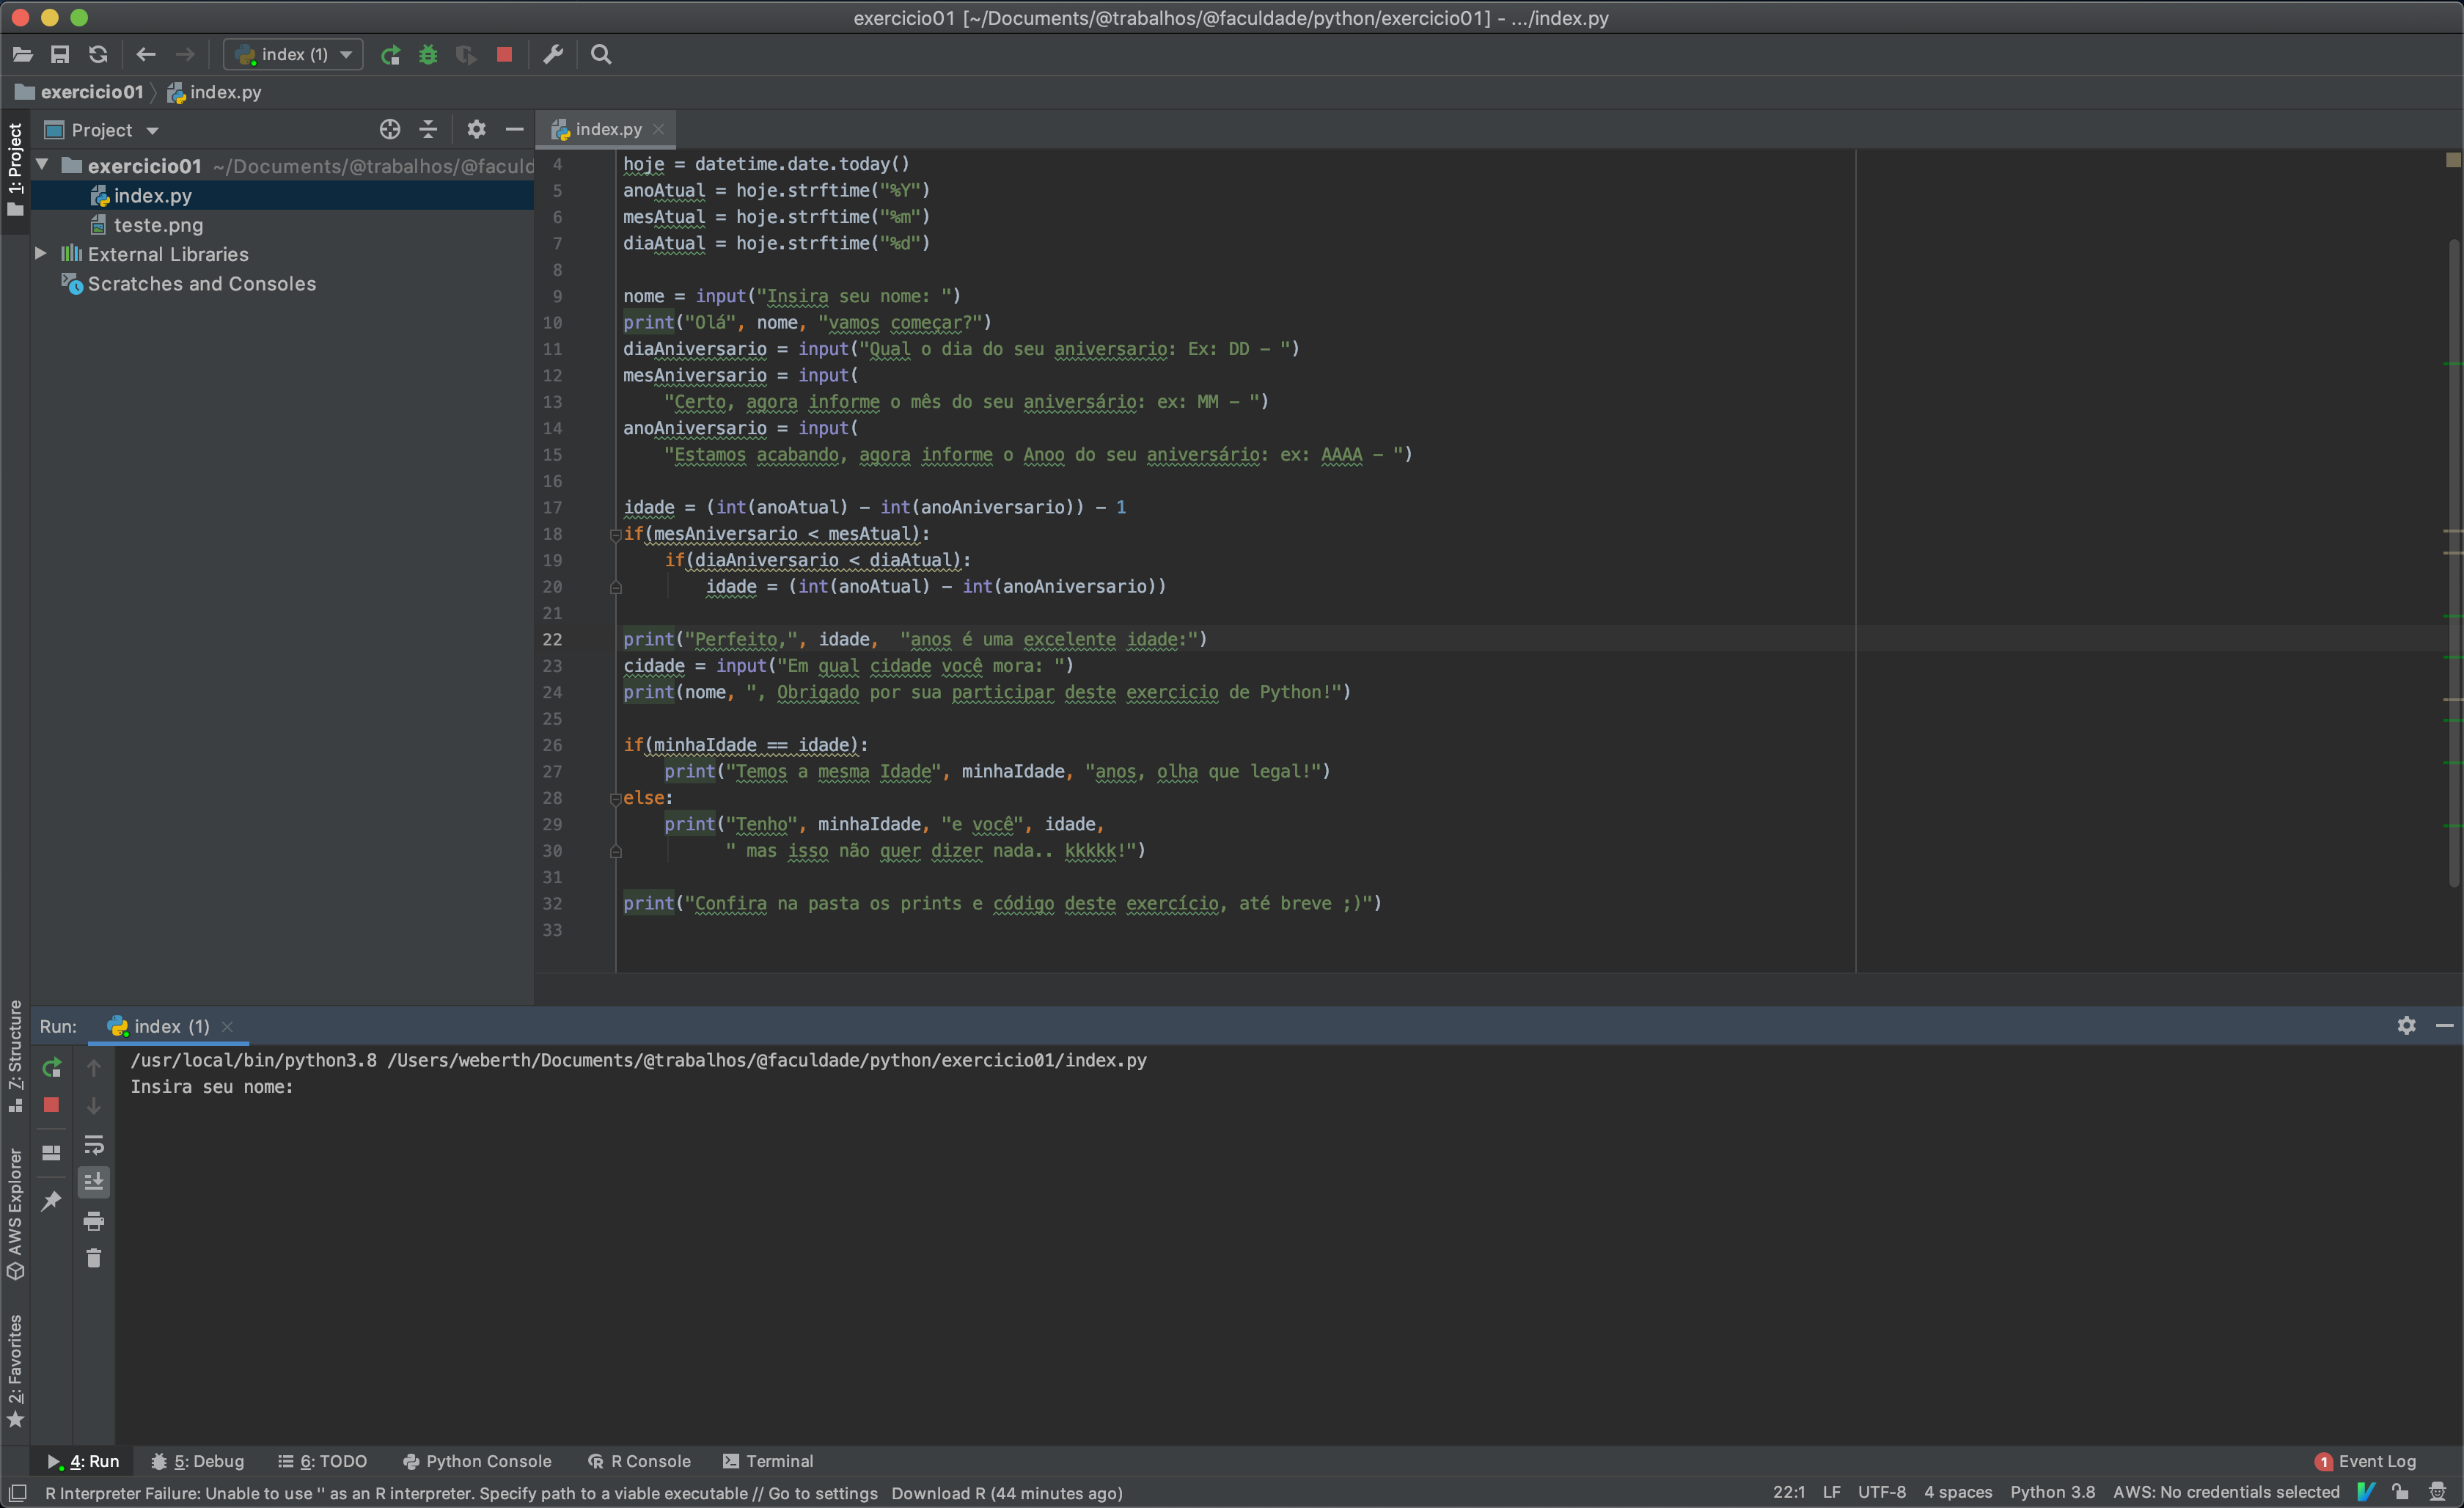 exercicio01 [~/Documents/@trabalhos/@faculdade/python/exercicio01] - .../index.py
index (1)
exercicio01
index.py
1: Project
Project
index.py
exercicio01 ~/Documents/@trabalhos/@faculd
index.py
teste.png
External Libraries
Scratches and Consoles
4 hoje = datetime.date.today()
5 anoAtual = hoje.strftime("%Y")
6 mesAtual = hoje.strftime("%m")
7 diaAtual = hoje.strftime("%d")
8
9 nome = input("Insira seu nome: ")
10 print("Olá", nome, "vamos começar?")
11 diaAniversario = input("Qual o dia do seu aniversario: Ex: DD - ")
12 mesAniversario = input(
13 "Certo, agora informe o mês do seu aniversário: ex: MM - ")
14 anoAniversario = input(
15 "Estamos acabando, agora informe o Anoo do seu aniversário: ex: AAAA - ")
16
17 idade = (int(anoAtual) - int(anoAniversario)) - 1
18 if(mesAniversario < mesAtual):
19 if(diaAniversario < diaAtual):
20 idade = (int(anoAtual) - int(anoAniversario))
21
22 print("Perfeito,", idade,  "anos é uma excelente idade:")
23 cidade = input("Em qual cidade você mora: ")
24 print(nome, ", Obrigado por sua participar deste exercicio de Python!")
25
26 if(minhaIdade == idade):
27 print("Temos a mesma Idade", minhaIdade, "anos, olha que legal!")
28 else:
29 print("Tenho", minhaIdade, "e você", idade,
30 " mas isso não quer dizer nada.. kkkkk!")
31
32 print("Confira na pasta os prints e código deste exercício, até breve ;)")
33
Run: index (1)
/usr/local/bin/python3.8 /Users/weberth/Documents/@trabalhos/@faculdade/python/exercicio01/index.py
Insira seu nome:
7: Structure
AWS Explorer
2: Favorites
4: Run 5: Debug 6: TODO Python Console R Console Terminal 1 Event Log
R Interpreter Failure: Unable to use '' as an R interpreter. Specify path to a viable executable // Go to settings Download R (44 minutes ago) 22:1 LF UTF-8 4 spaces Python 3.8 AWS: No credentials selected